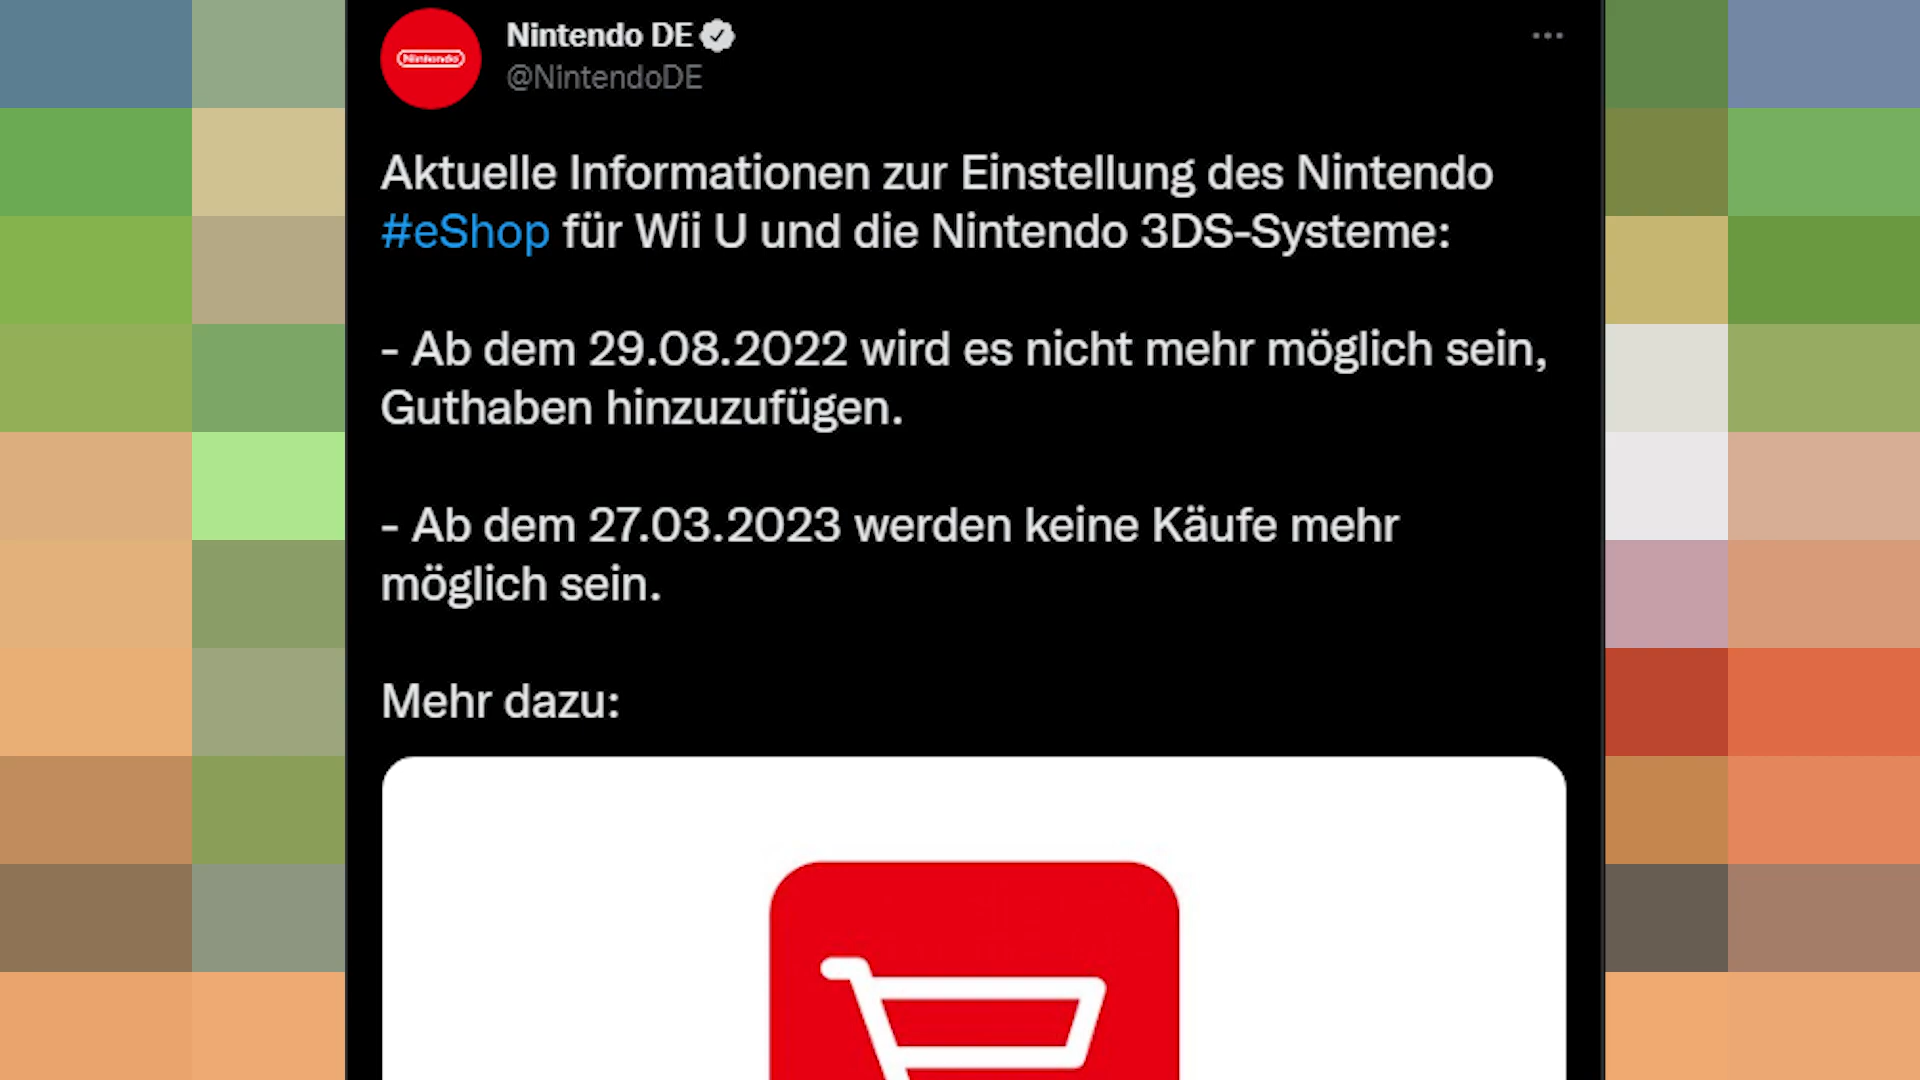 Nintendo DE
@NintendoDE
Nintendo
Aktuelle Informationen zur Einstellung des Nintendo
#eShop für Wii U und die Nintendo 3DS-Systeme:
- Ab dem 29.08.2022 wird es nicht mehr möglich sein,
Guthaben hinzuzufügen.
- Ab dem 27.03.2023 werden keine Käufe mehr
möglich sein.
Mehr dazu: